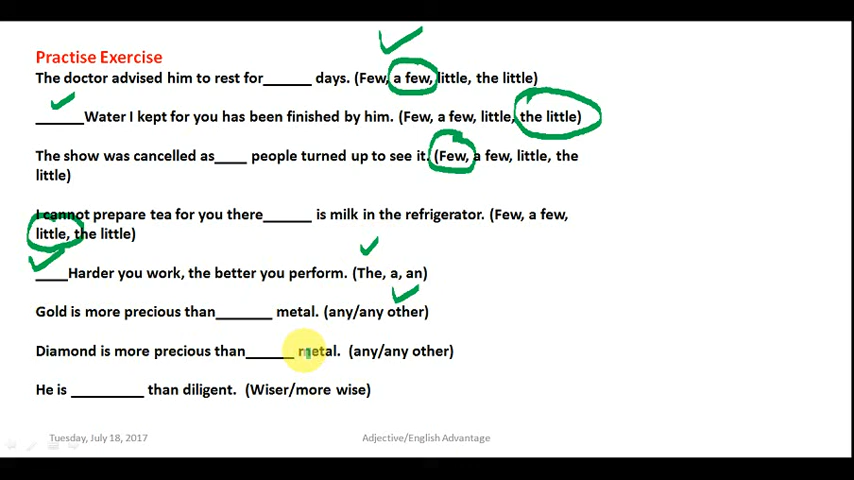 Practise Exercise
The doctor advised him to rest for______ days. (Few, a few, little, the little)
______Water I kept for you has been finished by him. (Few, a few, little, the little)
The show was cancelled as____ people turned up to see it. (Few, a few, little, the
little)
I cannot prepare tea for you there______ is milk in the refrigerator. (Few, a few,
little, the little)
____Harder you work, the better you perform. (The, a, an)
Gold is more precious than_______ metal. (any/any other)
Diamond is more precious than______ metal. (any/any other)
He is _________ than diligent. (Wiser/more wise)
Tuesday, July 18, 2017
Adjective/English Advantage